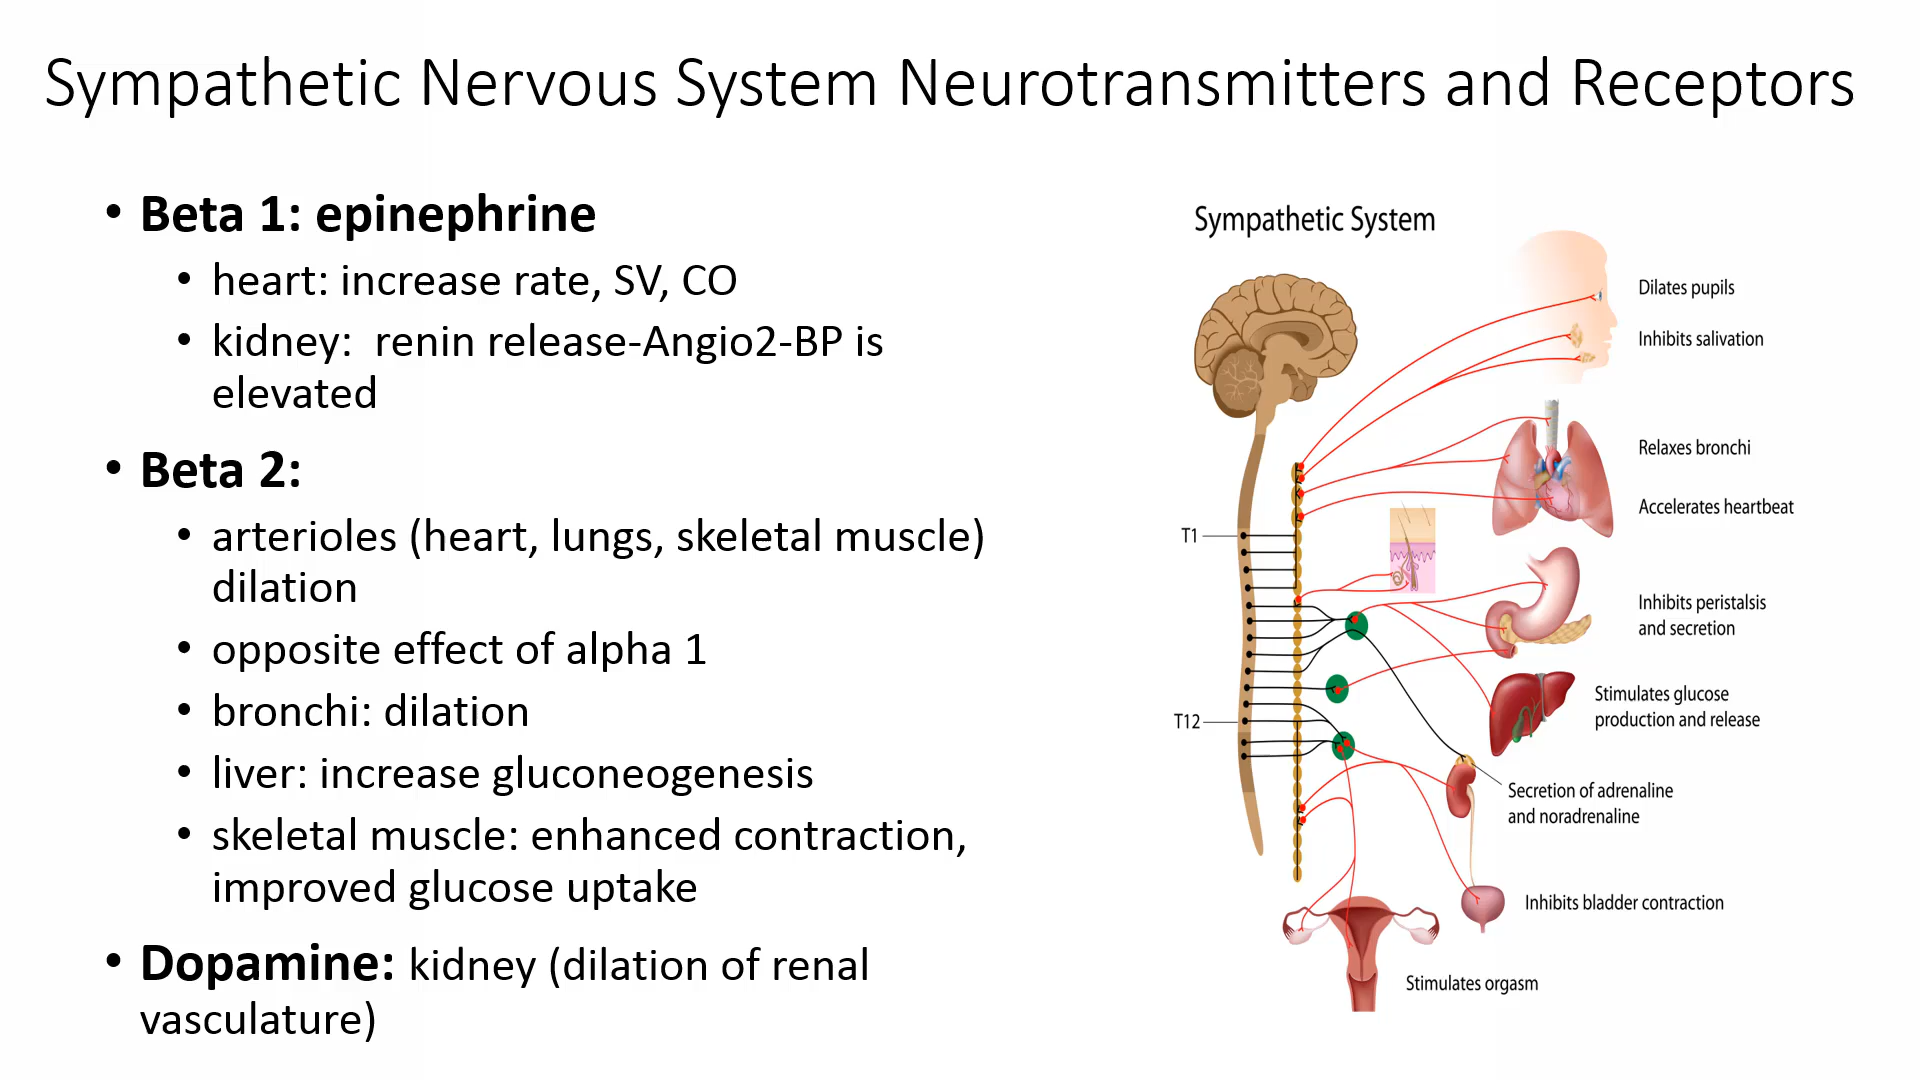 Sympathetic Nervous System Neurotransmitters and Receptors
• Beta 1: epinephrine
• heart: increase rate, SV, CO
• kidney:  renin release-Angio2-BP is
elevated
• Beta 2:
• arterioles (heart, lungs, skeletal muscle)
dilation
• opposite effect of alpha 1
• bronchi: dilation
• liver: increase gluconeogenesis
• skeletal muscle: enhanced contraction,
improved glucose uptake
• Dopamine: kidney (dilation of renal
vasculature)
Sympathetic System
Dilates pupils
Inhibits salivation
Relaxes bronchi
Accelerates heartbeat
T1
Inhibits peristalsis
and secretion
Stimulates glucose
production and release
T12
Secretion of adrenaline
and noradrenaline
Inhibits bladder contraction
Stimulates orgasm